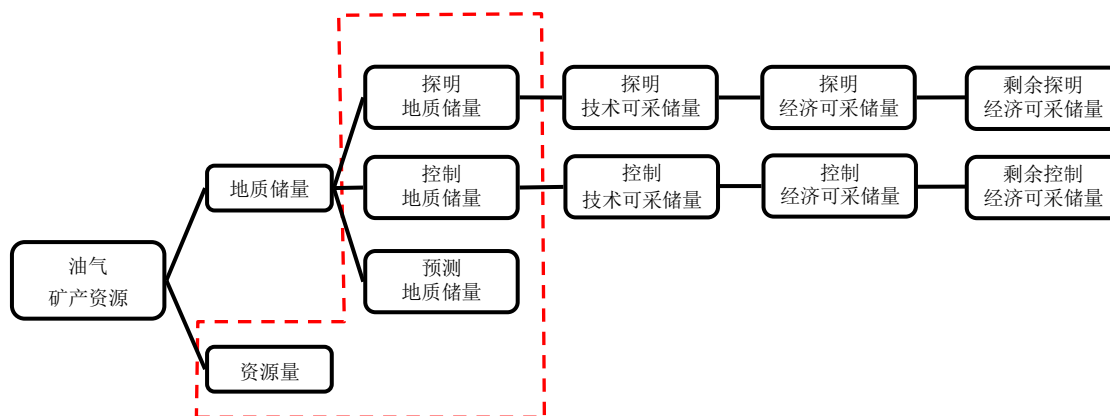 探明
地质储量
探明
技术可采储量
探明
经济可采储量
剩余探明
经济可采储量
地质储量
控制
地质储量
控制
技术可采储量
控制
经济可采储量
剩余控制
经济可采储量
油气
矿产资源
预测
地质储量
资源量